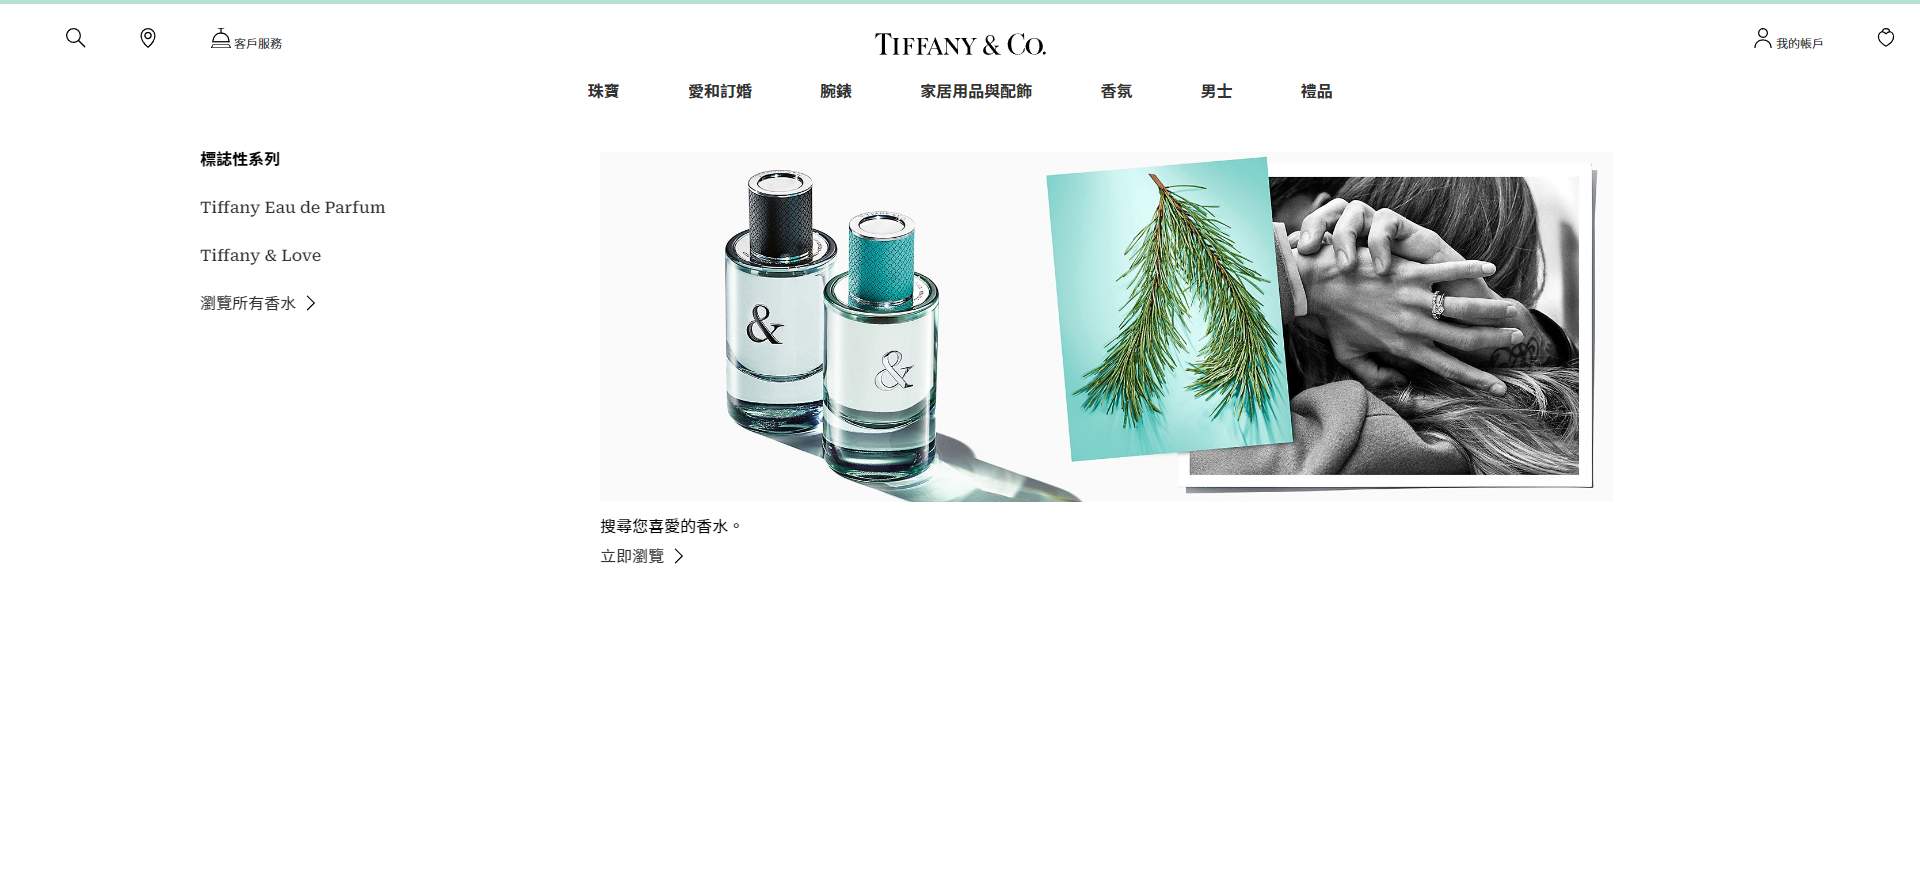 客戶服務
TIFFANY & CO.
我的帳戶
珠寶 愛和訂婚 腕錶 家居用品與配飾 香氛 男士 禮品
標誌性系列
Tiffany Eau de Parfum
Tiffany & Love
瀏覽所有香水
&
&
搜尋您喜愛的香水。
立即瀏覽